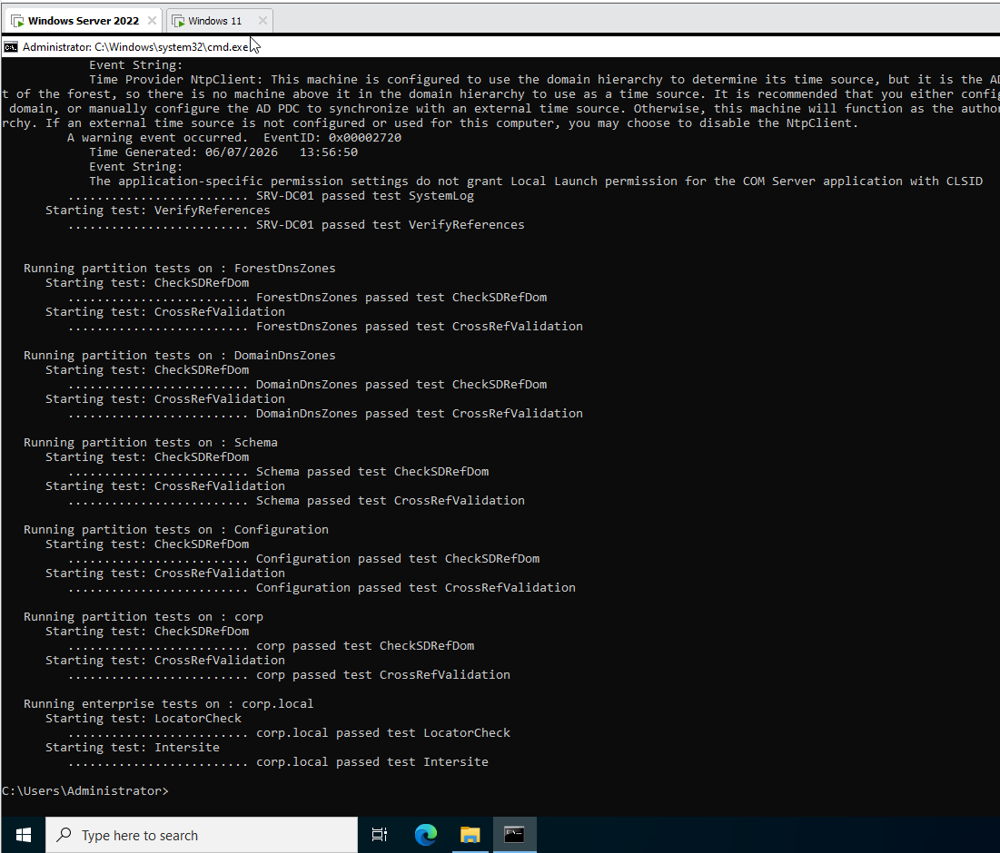 Windows Server 2022
Windows 11
Administrator: C:\Windows\system32\cmd.exe
Event String:
Time Provider NtpClient: This machine is configured to use the domain hierarchy to determine its time source, but it is the AD
t of the forest, so there is no machine above it in the domain hierarchy to use as a time source. It is recommended that you either config
domain, or manually configure the AD PDC to synchronize with an external time source. Otherwise, this machine will function as the author
rchy. If an external time source is not configured or used for this computer, you may choose to disable the NtpClient.
A warning event occurred.  EventID: 0x00002720
Time Generated: 06/07/2026   13:56:50
Event String:
The application-specific permission settings do not grant Local Launch permission for the COM Server application with CLSID
......................... SRV-DC01 passed test SystemLog
Starting test: VerifyReferences
......................... SRV-DC01 passed test VerifyReferences
Running partition tests on : ForestDnsZones
Starting test: CheckSDRefDom
......................... ForestDnsZones passed test CheckSDRefDom
Starting test: CrossRefValidation
......................... ForestDnsZones passed test CrossRefValidation
Running partition tests on : DomainDnsZones
Starting test: CheckSDRefDom
......................... DomainDnsZones passed test CheckSDRefDom
Starting test: CrossRefValidation
......................... DomainDnsZones passed test CrossRefValidation
Running partition tests on : Schema
Starting test: CheckSDRefDom
......................... Schema passed test CheckSDRefDom
Starting test: CrossRefValidation
......................... Schema passed test CrossRefValidation
Running partition tests on : Configuration
Starting test: CheckSDRefDom
......................... Configuration passed test CheckSDRefDom
Starting test: CrossRefValidation
......................... Configuration passed test CrossRefValidation
Running partition tests on : corp
Starting test: CheckSDRefDom
......................... corp passed test CheckSDRefDom
Starting test: CrossRefValidation
......................... corp passed test CrossRefValidation
Running enterprise tests on : corp.local
Starting test: LocatorCheck
......................... corp.local passed test LocatorCheck
Starting test: Intersite
......................... corp.local passed test Intersite
C:\Users\Administrator>
Type here to search